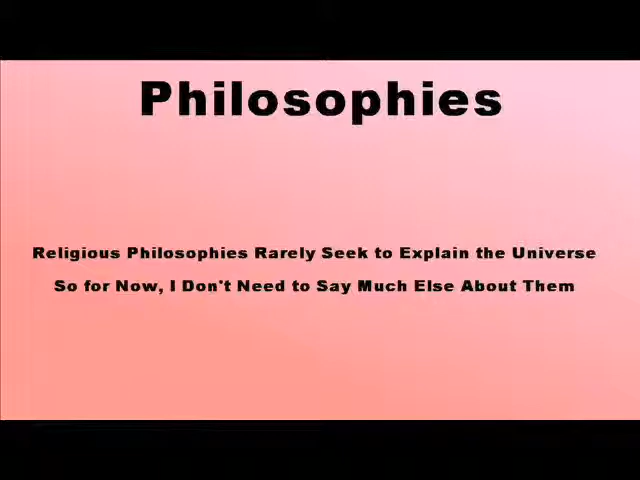 Philosophies
Religious Philosophies Rarely Seek to Explain the Universe
So for Now, I Don't Need to Say Much Else About Them